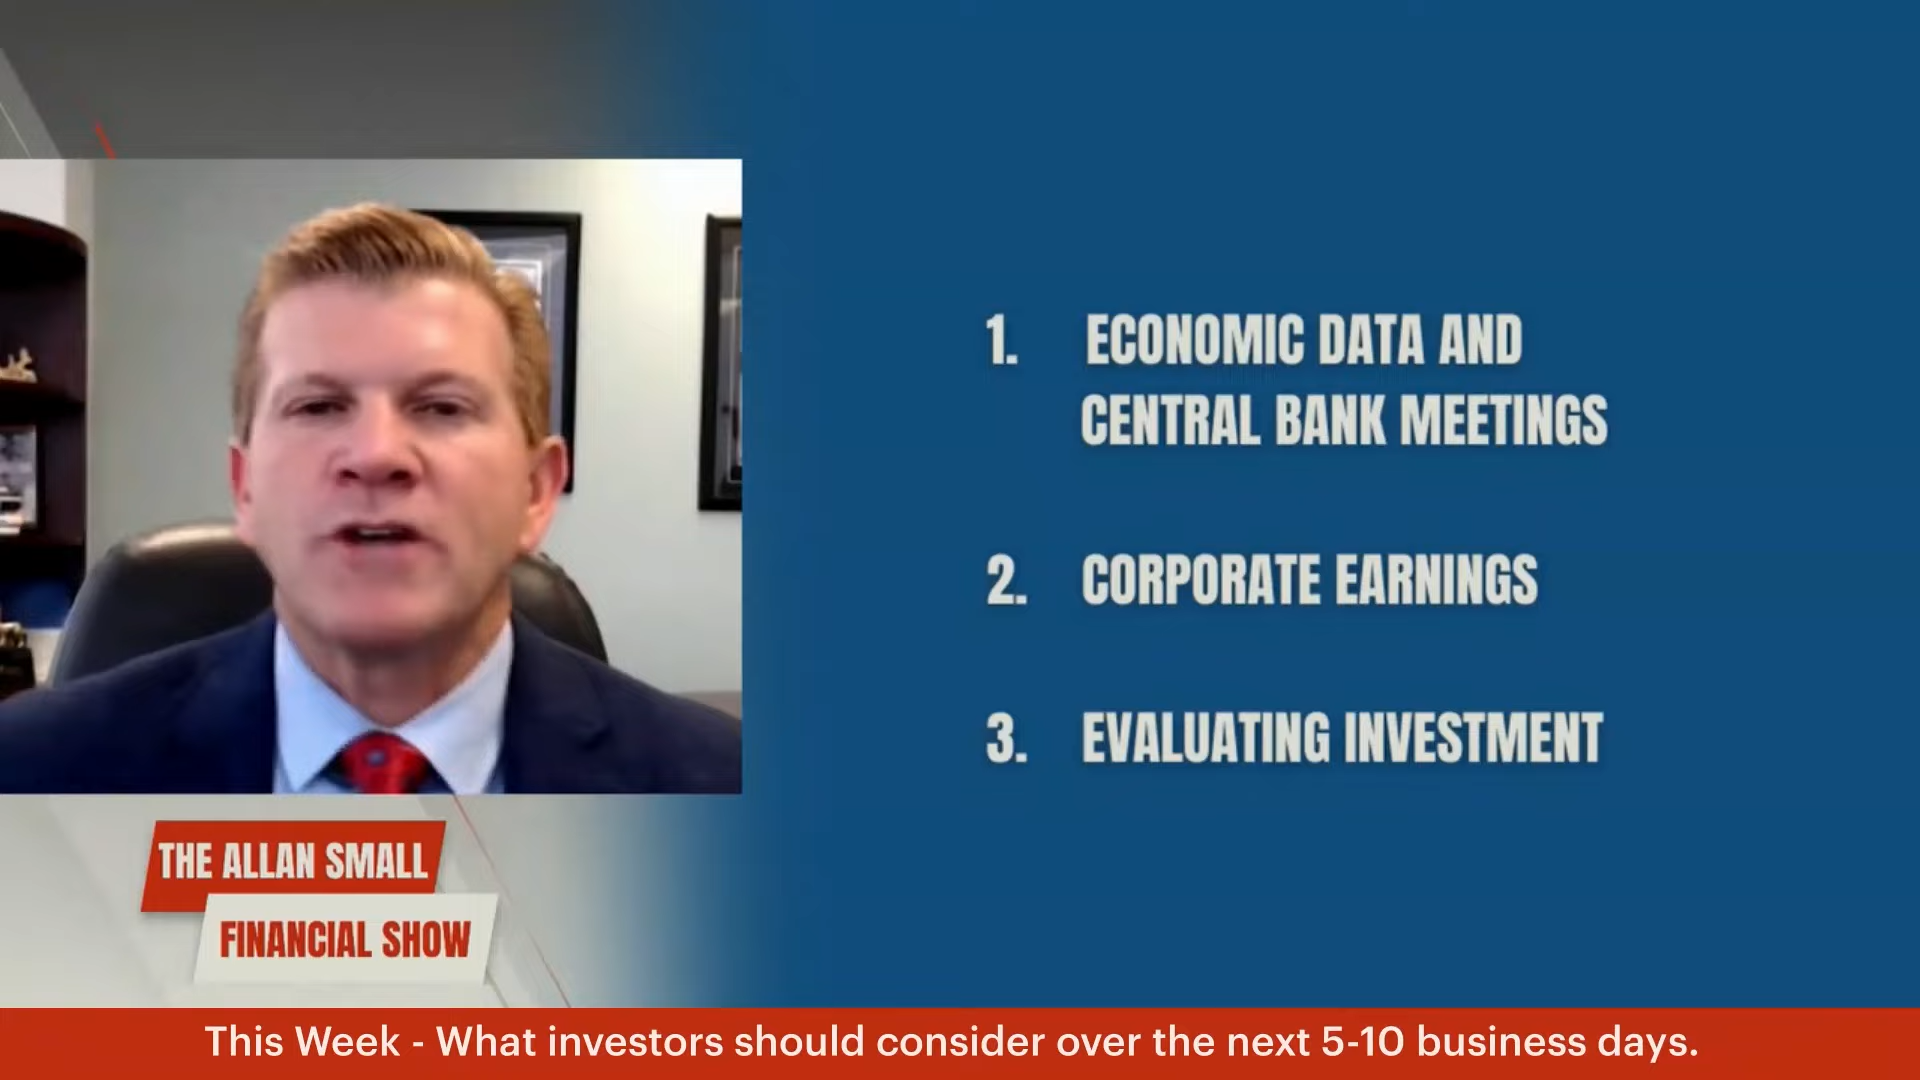 1. ECONOMIC DATA AND
CENTRAL BANK MEETINGS
2. CORPORATE EARNINGS
3. EVALUATING INVESTMENT
THE ALLAN SMALL
FINANCIAL SHOW
This Week - What investors should consider over the next 5-10 business days.